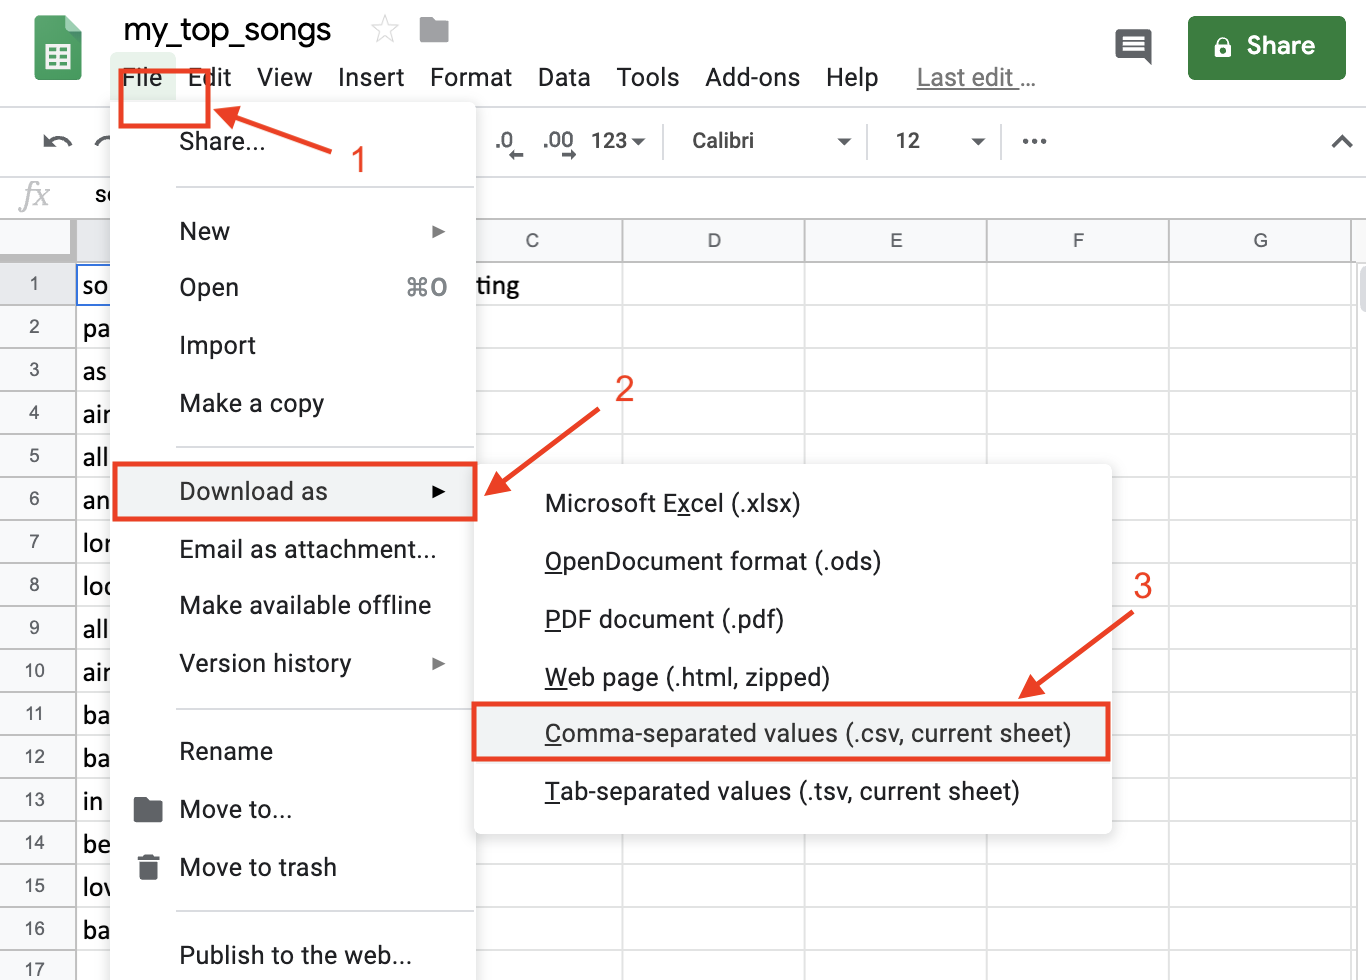 my_top_songs
File Edit View Insert Format Data Tools Add-ons Help Last edit ...
Share
1
Share...
.0 .00 123 Calibri 12
fx
New
Open ⌘O
Import
Make a copy
Download as
Email as attachment...
Make available offline
Version history
Rename
Move to...
Move to trash
Publish to the web...
2
Microsoft Excel (.xlsx)
OpenDocument format (.ods)
PDF document (.pdf)
Web page (.html, zipped)
3
Comma-separated values (.csv, current sheet)
Tab-separated values (.tsv, current sheet)
C D E F G
1 so ting
2 pa
3 as
4 air
5 all
6 an
7 lor
8 loc
9 all
10 air
11 ba
12 ba
13 in
14 be
15 lov
16 ba
17